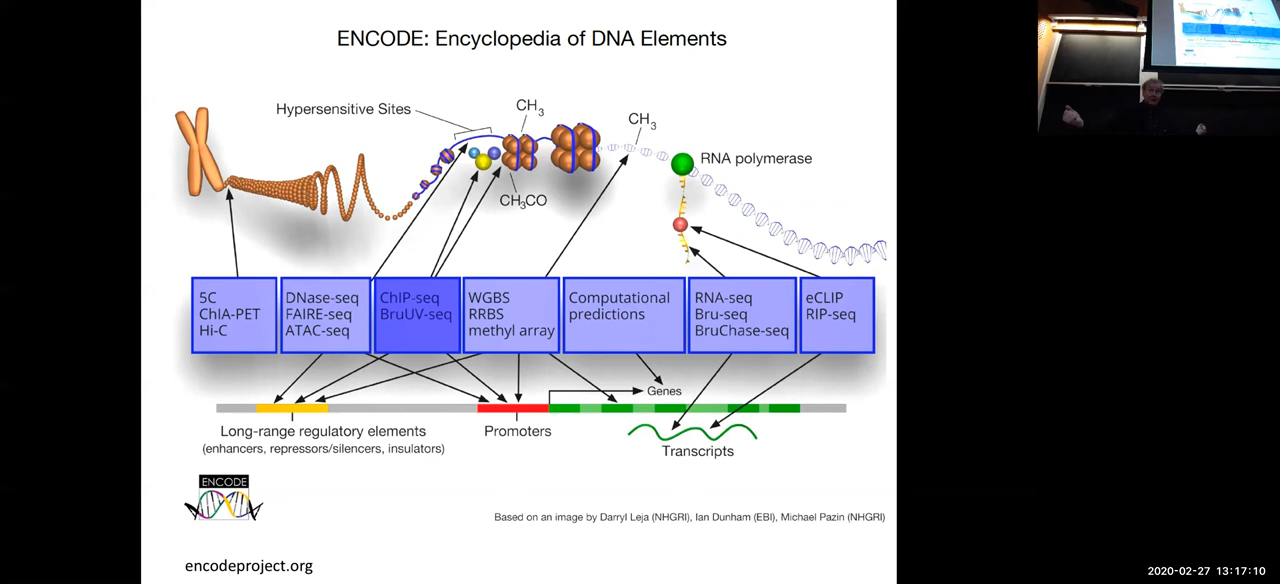 ENCODE: Encyclopedia of DNA Elements
Hypersensitive Sites
CH3
CH3
RNA polymerase
CH3CO
5C
ChIA-PET
Hi-C
DNase-seq
FAIRE-seq
ATAC-seq
ChIP-seq
BruUV-seq
WGBS
RRBS
methyl array
Computational
predictions
RNA-seq
Bru-seq
BruChase-seq
eCLIP
RIP-seq
Genes
Long-range regulatory elements
(enhancers, repressors/silencers, insulators)
Promoters
Transcripts
ENCODE
Based on an image by Darryl Leja (NHGRI), Ian Dunham (EBI), Michael Pazin (NHGRI)
encodeproject.org
2020-02-27 13:17:10